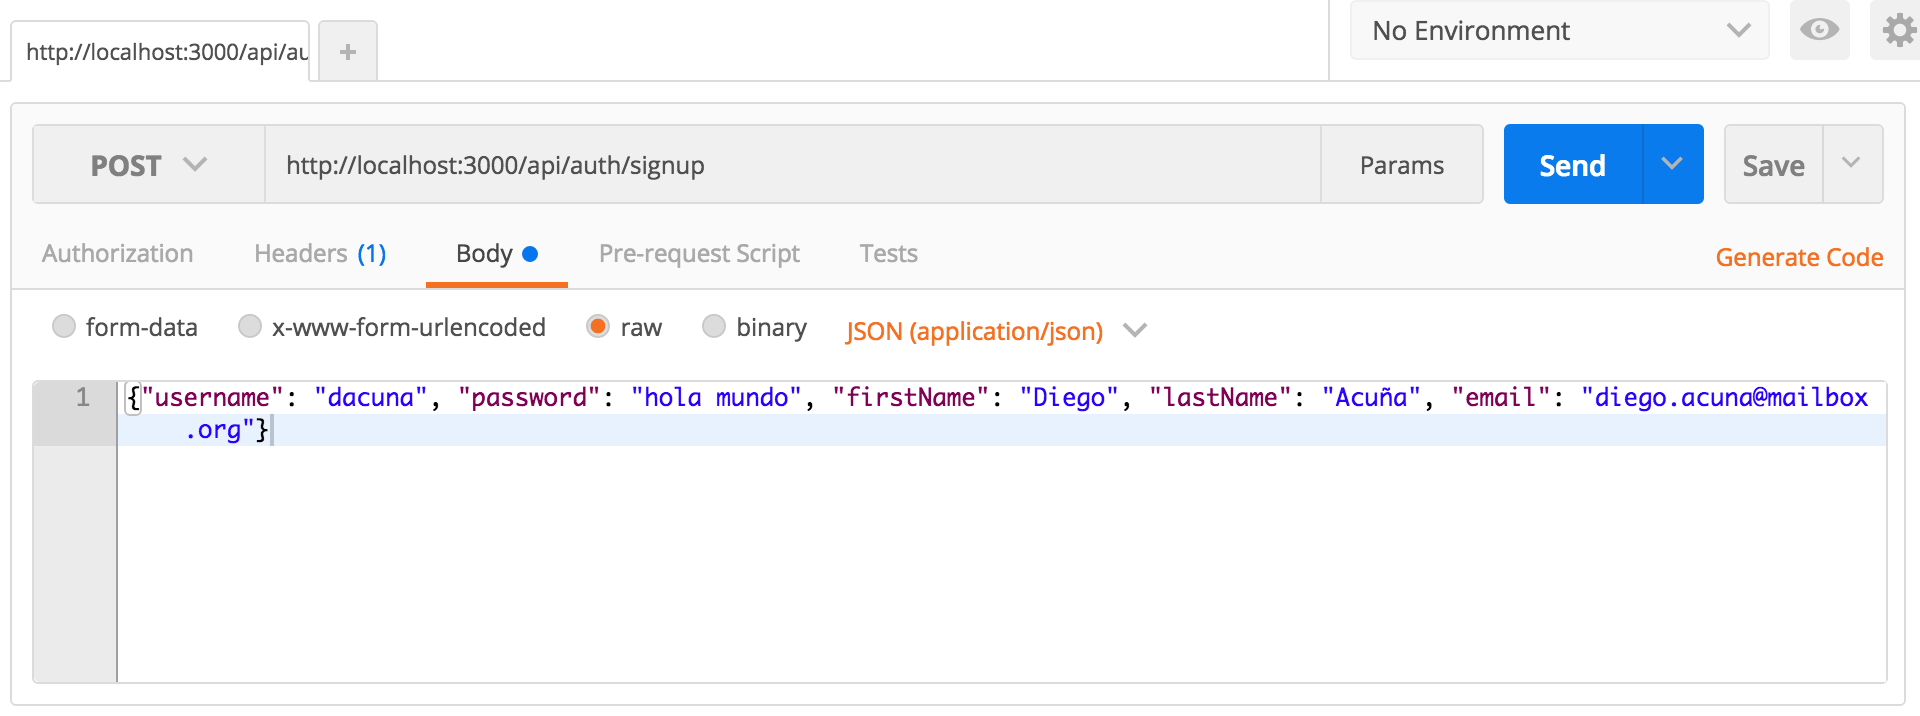 http://localhost:3000/api/au +
No Environment
POST http://localhost:3000/api/auth/signup Params Send Save
Authorization Headers (1) Body Pre-request Script Tests Generate Code
form-data x-www-form-urlencoded raw binary JSON (application/json)
1 {"username": "dacuna", "password": "hola mundo", "firstName": "Diego", "lastName": "Acuña", "email": "diego.acuna@mailbox
.org"}